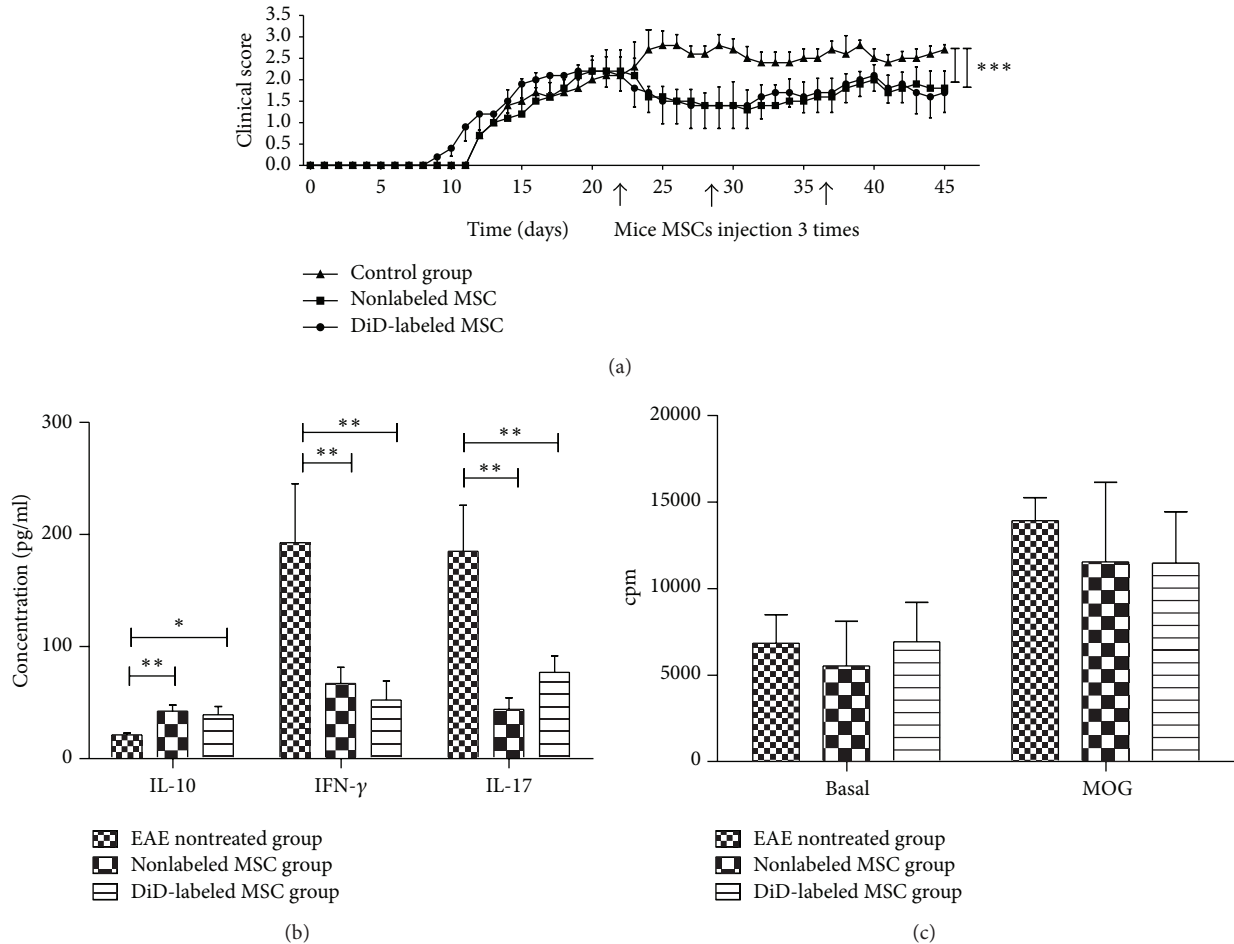 Clinical score
3.5
3.0
2.5
2.0
1.5
1.0
0.5
0.0
0 5 10 15 20 25 30 35 40 45
***
Time (days) Mice MSCs injection 3 times
Control group
Nonlabeled MSC
DiD-labeled MSC
(a)
Concentration (pg/ml)
300
200
100
0
* ** ** ** ** **
IL-10 IFN-γ IL-17
EAE nontreated group
Nonlabeled MSC group
DiD-labeled MSC group
(b)
cpm
20000
15000
10000
5000
0
Basal MOG
EAE nontreated group
Nonlabeled MSC group
DiD-labeled MSC group
(c)